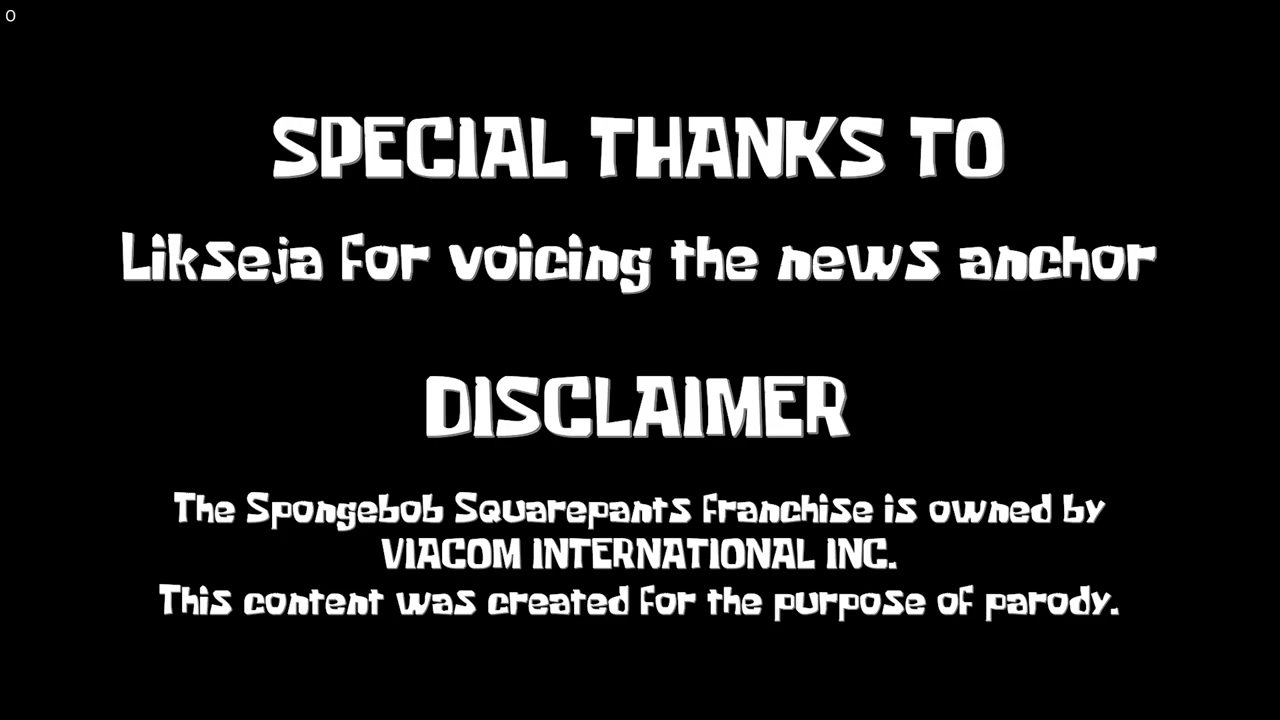 0
SPECIAL THANKS TO
Likseja for voicing the news anchor
DISCLAIMER
The Spongebob Squarepants franchise is owned by
VIACOM INTERNATIONAL INC.
This content was created for the purpose of parody.